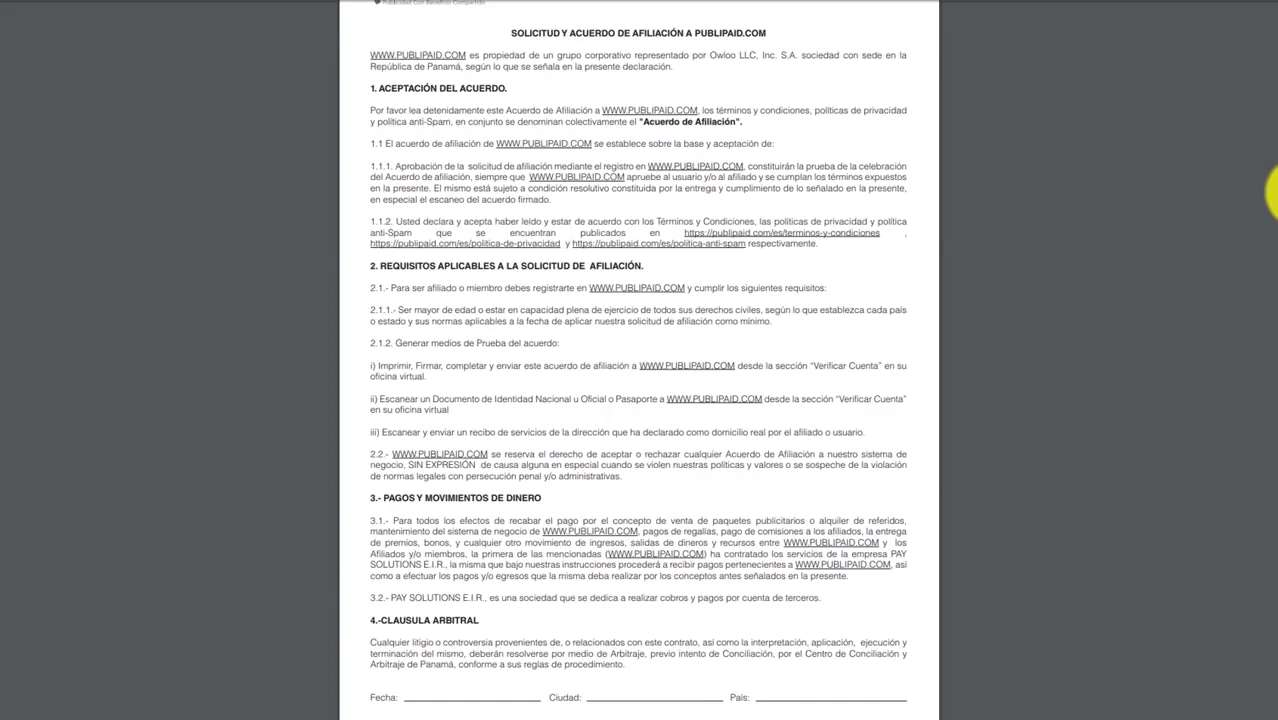 Publicidad Con Beneficio Compartido
SOLICITUD Y ACUERDO DE AFILIACIÓN A PUBLIPAID.COM
WWW.PUBLIPAID.COM es propiedad de un grupo corporativo representado por Owloo LLC, Inc. S.A. sociedad con sede en la
República de Panamá, según lo que se señala en la presente declaración.
1. ACEPTACIÓN DEL ACUERDO.
Por favor lea detenidamente este Acuerdo de Afiliación a WWW.PUBLIPAID.COM, los términos y condiciones, políticas de privacidad
y política anti-Spam, en conjunto se denominan colectivamente el "Acuerdo de Afiliación".
1.1 El acuerdo de afiliación de WWW.PUBLIPAID.COM se establece sobre la base y aceptación de:
1.1.1. Aprobación de la solicitud de afiliación mediante el registro en WWW.PUBLIPAID.COM, constituirán la prueba de la celebración
del Acuerdo de afiliación, siempre que WWW.PUBLIPAID.COM apruebe al usuario y/o al afiliado y se cumplan los términos expuestos
en la presente. El mismo está sujeto a condición resolutivo constituida por la entrega y cumplimiento de lo señalado en la presente,
en especial el escaneo del acuerdo firmado.
1.1.2. Usted declara y acepta haber leído y estar de acuerdo con los Términos y Condiciones, las politicas de privacidad y política
anti-Spam que se encuentran publicados en https://publipaid.com/es/terminos-y-condiciones ,
https://publipaid.com/es/politica-de-privacidad y https://publipaid.com/es/politica-anti-spam respectivamente.
2. REQUISITOS APLICABLES A LA SOLICITUD DE AFILIACIÓN.
2.1.- Para ser afiliado o miembro debes registrarte en WWW.PUBLIPAID.COM y cumplir los siguientes requisitos:
2.1.1.- Ser mayor de edad o estar en capacidad plena de ejercicio de todos sus derechos civiles, según lo que establezca cada país
o estado y sus normas aplicables a la fecha de aplicar nuestra solicitud de afiliación como mínimo.
2.1.2. Generar medios de Prueba del acuerdo:
i) Imprimir, Firmar, completar y enviar este acuerdo de afiliación a WWW.PUBLIPAID.COM desde la sección “Verificar Cuenta” en su
oficina virtual.
ii) Escanear un Documento de Identidad Nacional u Oficial o Pasaporte a WWW.PUBLIPAID.COM desde la sección “Verificar Cuenta”
en su oficina virtual
iii) Escanear y enviar un recibo de servicios de la dirección que ha declarado como domicilio real por el afiliado o usuario.
2.2.- WWW.PUBLIPAID.COM se reserva el derecho de aceptar o rechazar cualquier Acuerdo de Afiliación a nuestro sistema de
negocio, SIN EXPRESIÓN de causa alguna en especial cuando se violen nuestras políticas y valores o se sospeche de la violación
de normas legales con persecución penal y/o administrativas.
3.- PAGOS Y MOVIMIENTOS DE DINERO
3.1.- Para todos los efectos de recabar el pago por el concepto de venta de paquetes publicitarios o alquiler de referidos,
mantenimiento del sistema de negocio de WWW.PUBLIPAID.COM, pagos de regalías, pago de comisiones a los afiliados, la entrega
de premios, bonos, y cualquier otro movimiento de ingresos, salidas de dineros y recursos entre WWW.PUBLIPAID.COM y los
Afiliados y/o miembros, la primera de las mencionadas (WWW.PUBLIPAID.COM) ha contratado los servicios de la empresa PAY
SOLUTIONS E.I.R., la misma que bajo nuestras instrucciones procederá a recibir pagos pertenecientes a WWW.PUBLIPAID.COM, así
como a efectuar los pagos y/o egresos que la misma deba realizar por los conceptos antes señalados en la presente.
3.2.- PAY SOLUTIONS E.I.R., es una sociedad que se dedica a realizar cobros y pagos por cuenta de terceros.
4.-CLAUSULA ARBITRAL
Cualquier litigio o controversia provenientes de, o relacionados con este contrato, así como la interpretación, aplicación, ejecución y
terminación del mismo, deberán resolverse por medio de Arbitraje, previo intento de Conciliación, por el Centro de Conciliación y
Arbitraje de Panamá, conforme a sus reglas de procedimiento.
Fecha: Ciudad: País: